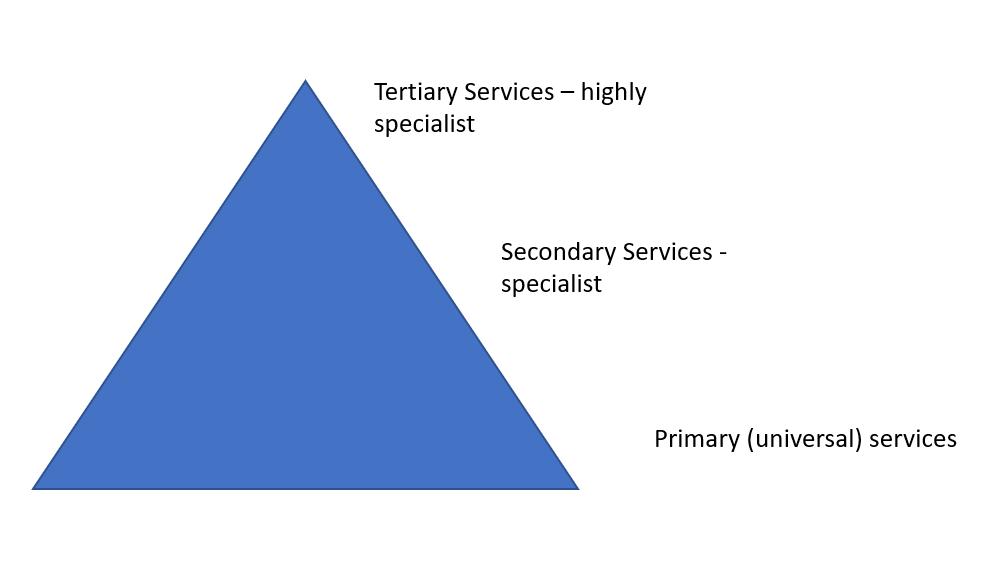 Tertiary Services – highly
specialist
Secondary Services -
specialist
Primary (universal) services